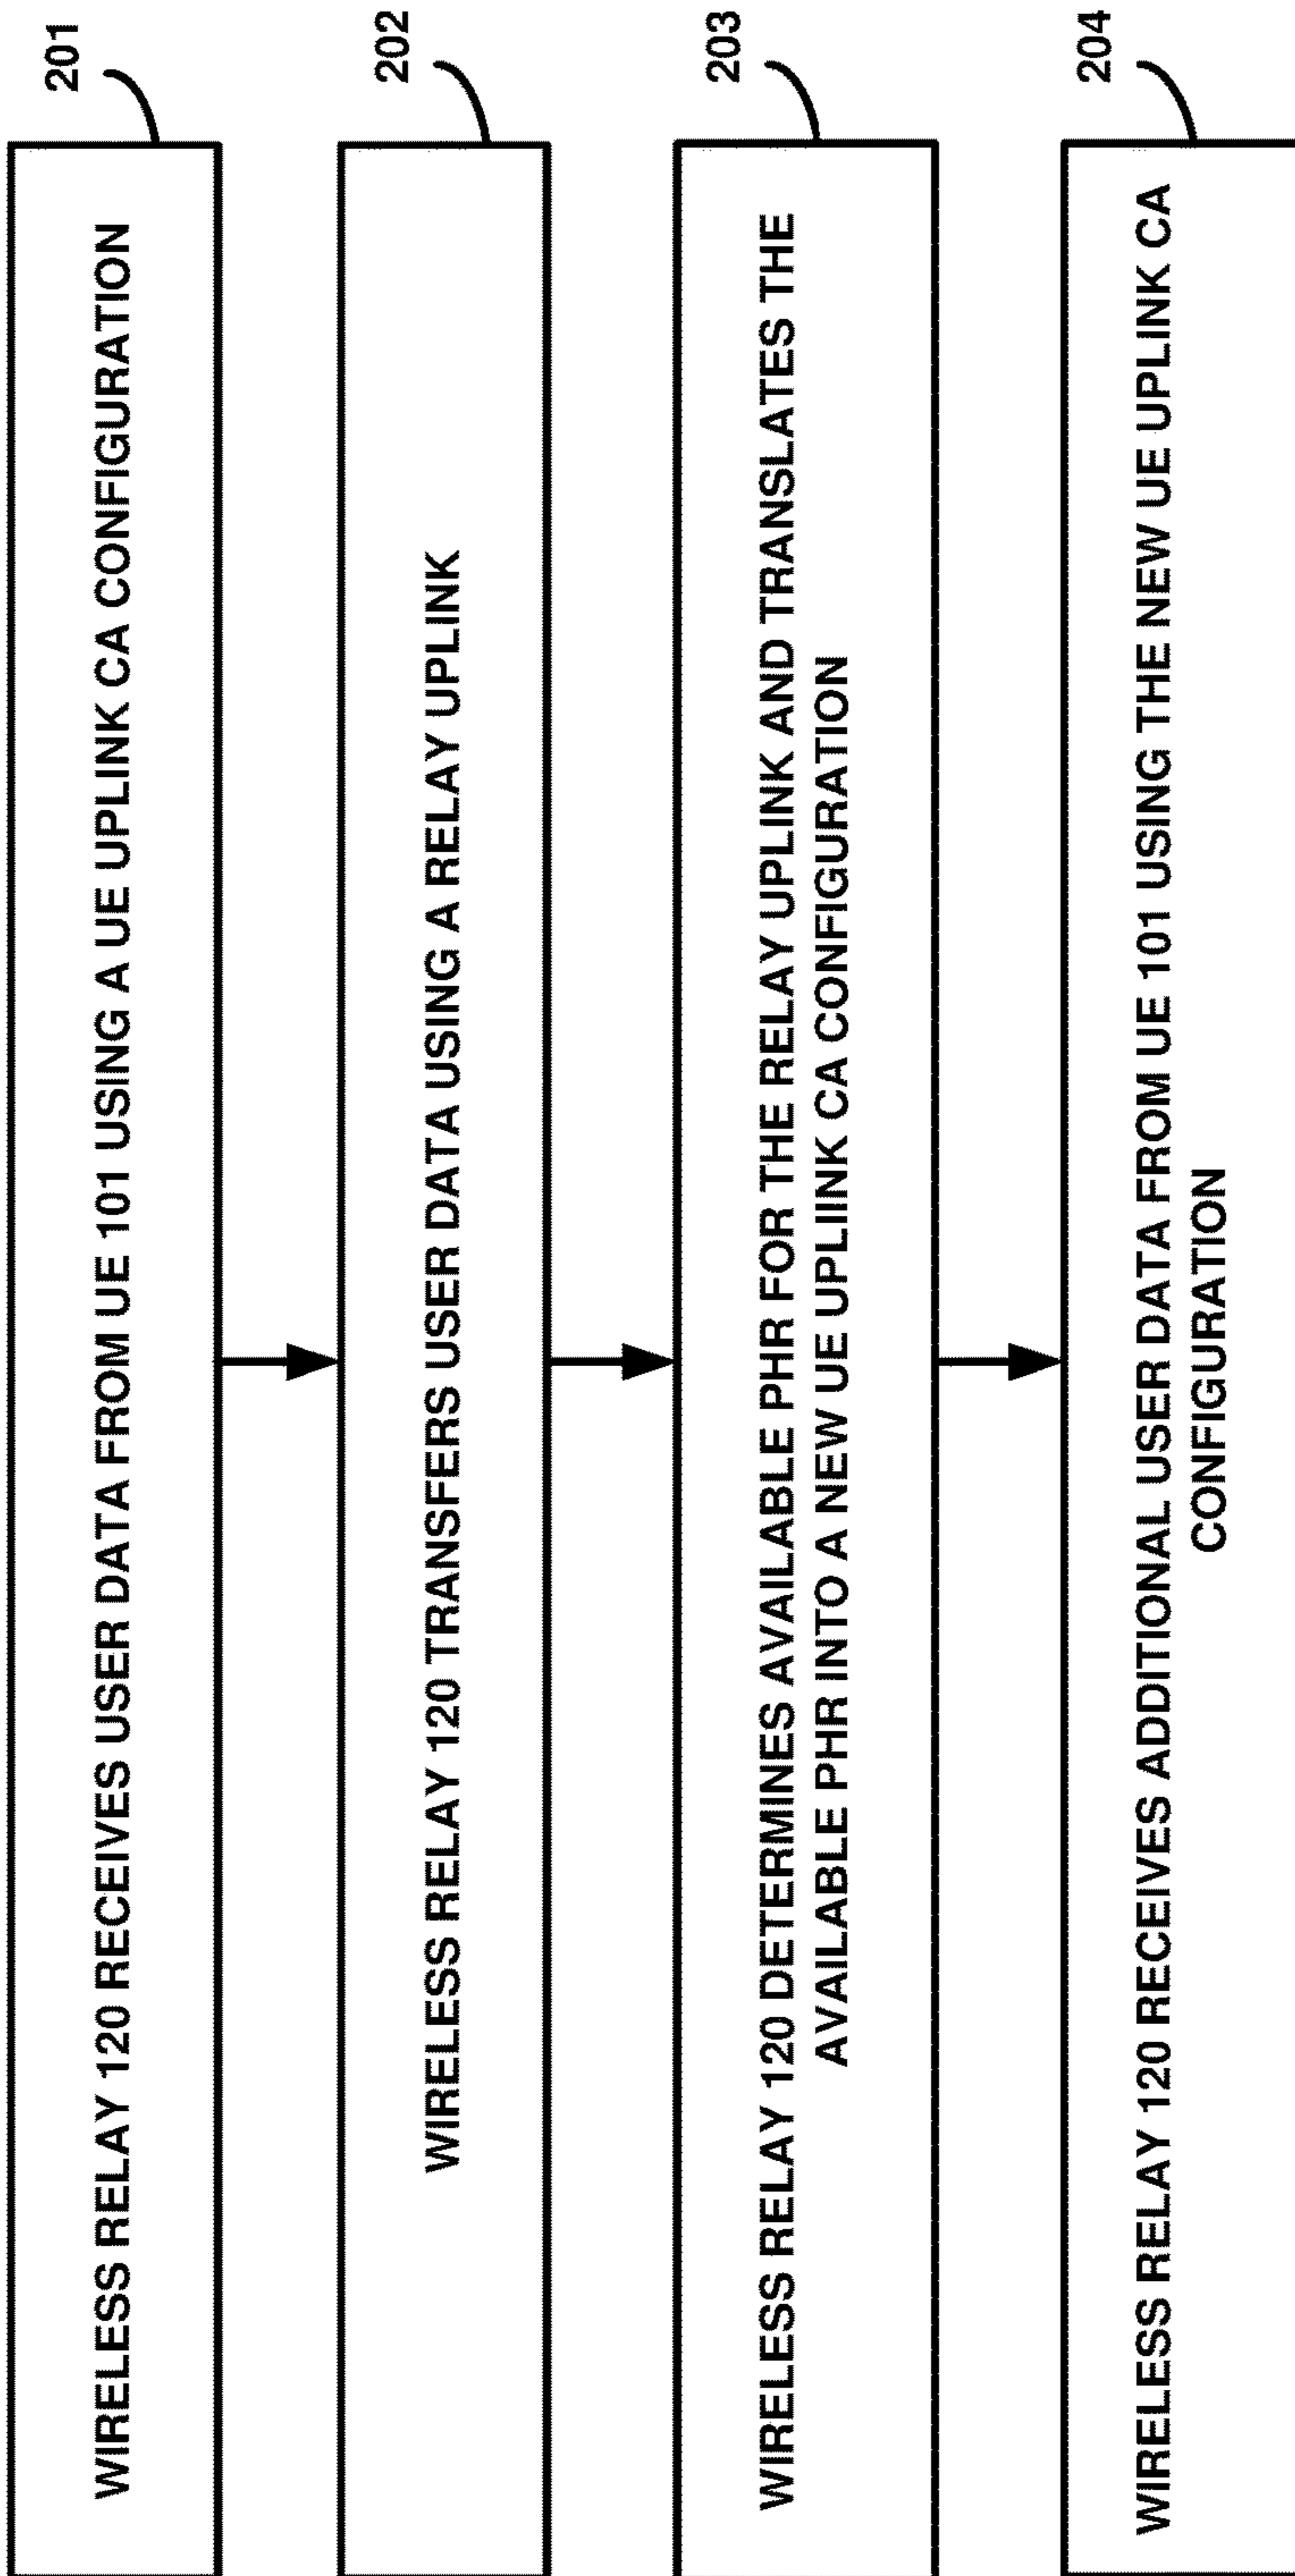 WIRELESS RELAY 120 RECEIVES USER DATA FROM UE 101 USING A UE UPLINK CA CONFIGURATION
201
WIRELESS RELAY 120 TRANSFERS USER DATA USING A RELAY UPLINK
202
WIRELESS RELAY 120 DETERMINES AVAILABLE PHR FOR THE RELAY UPLINK AND TRANSLATES THE
AVAILABLE PHR INTO A NEW UE UPLIINK CA CONFIGURATION
203
WIRELESS RELAY 120 RECEIVES ADDITIONAL USER DATA FROM UE 101 USING THE NEW UE UPLINK CA
CONFIGURATION
204